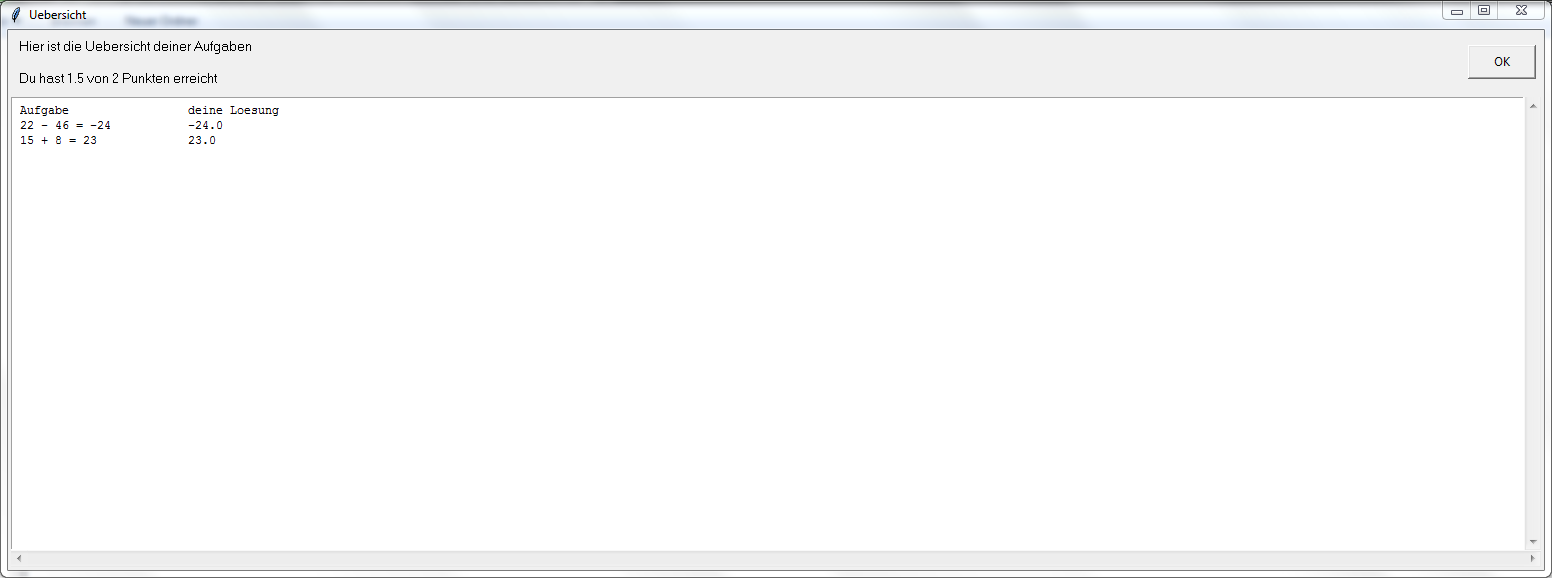 Uebersicht
Hier ist die Uebersicht deiner Aufgaben
OK
Du hast 1.5 von 2 Punkten erreicht
Aufgabe deine Loesung
22 - 46 = -24 -24.0
15 + 8 = 23 23.0